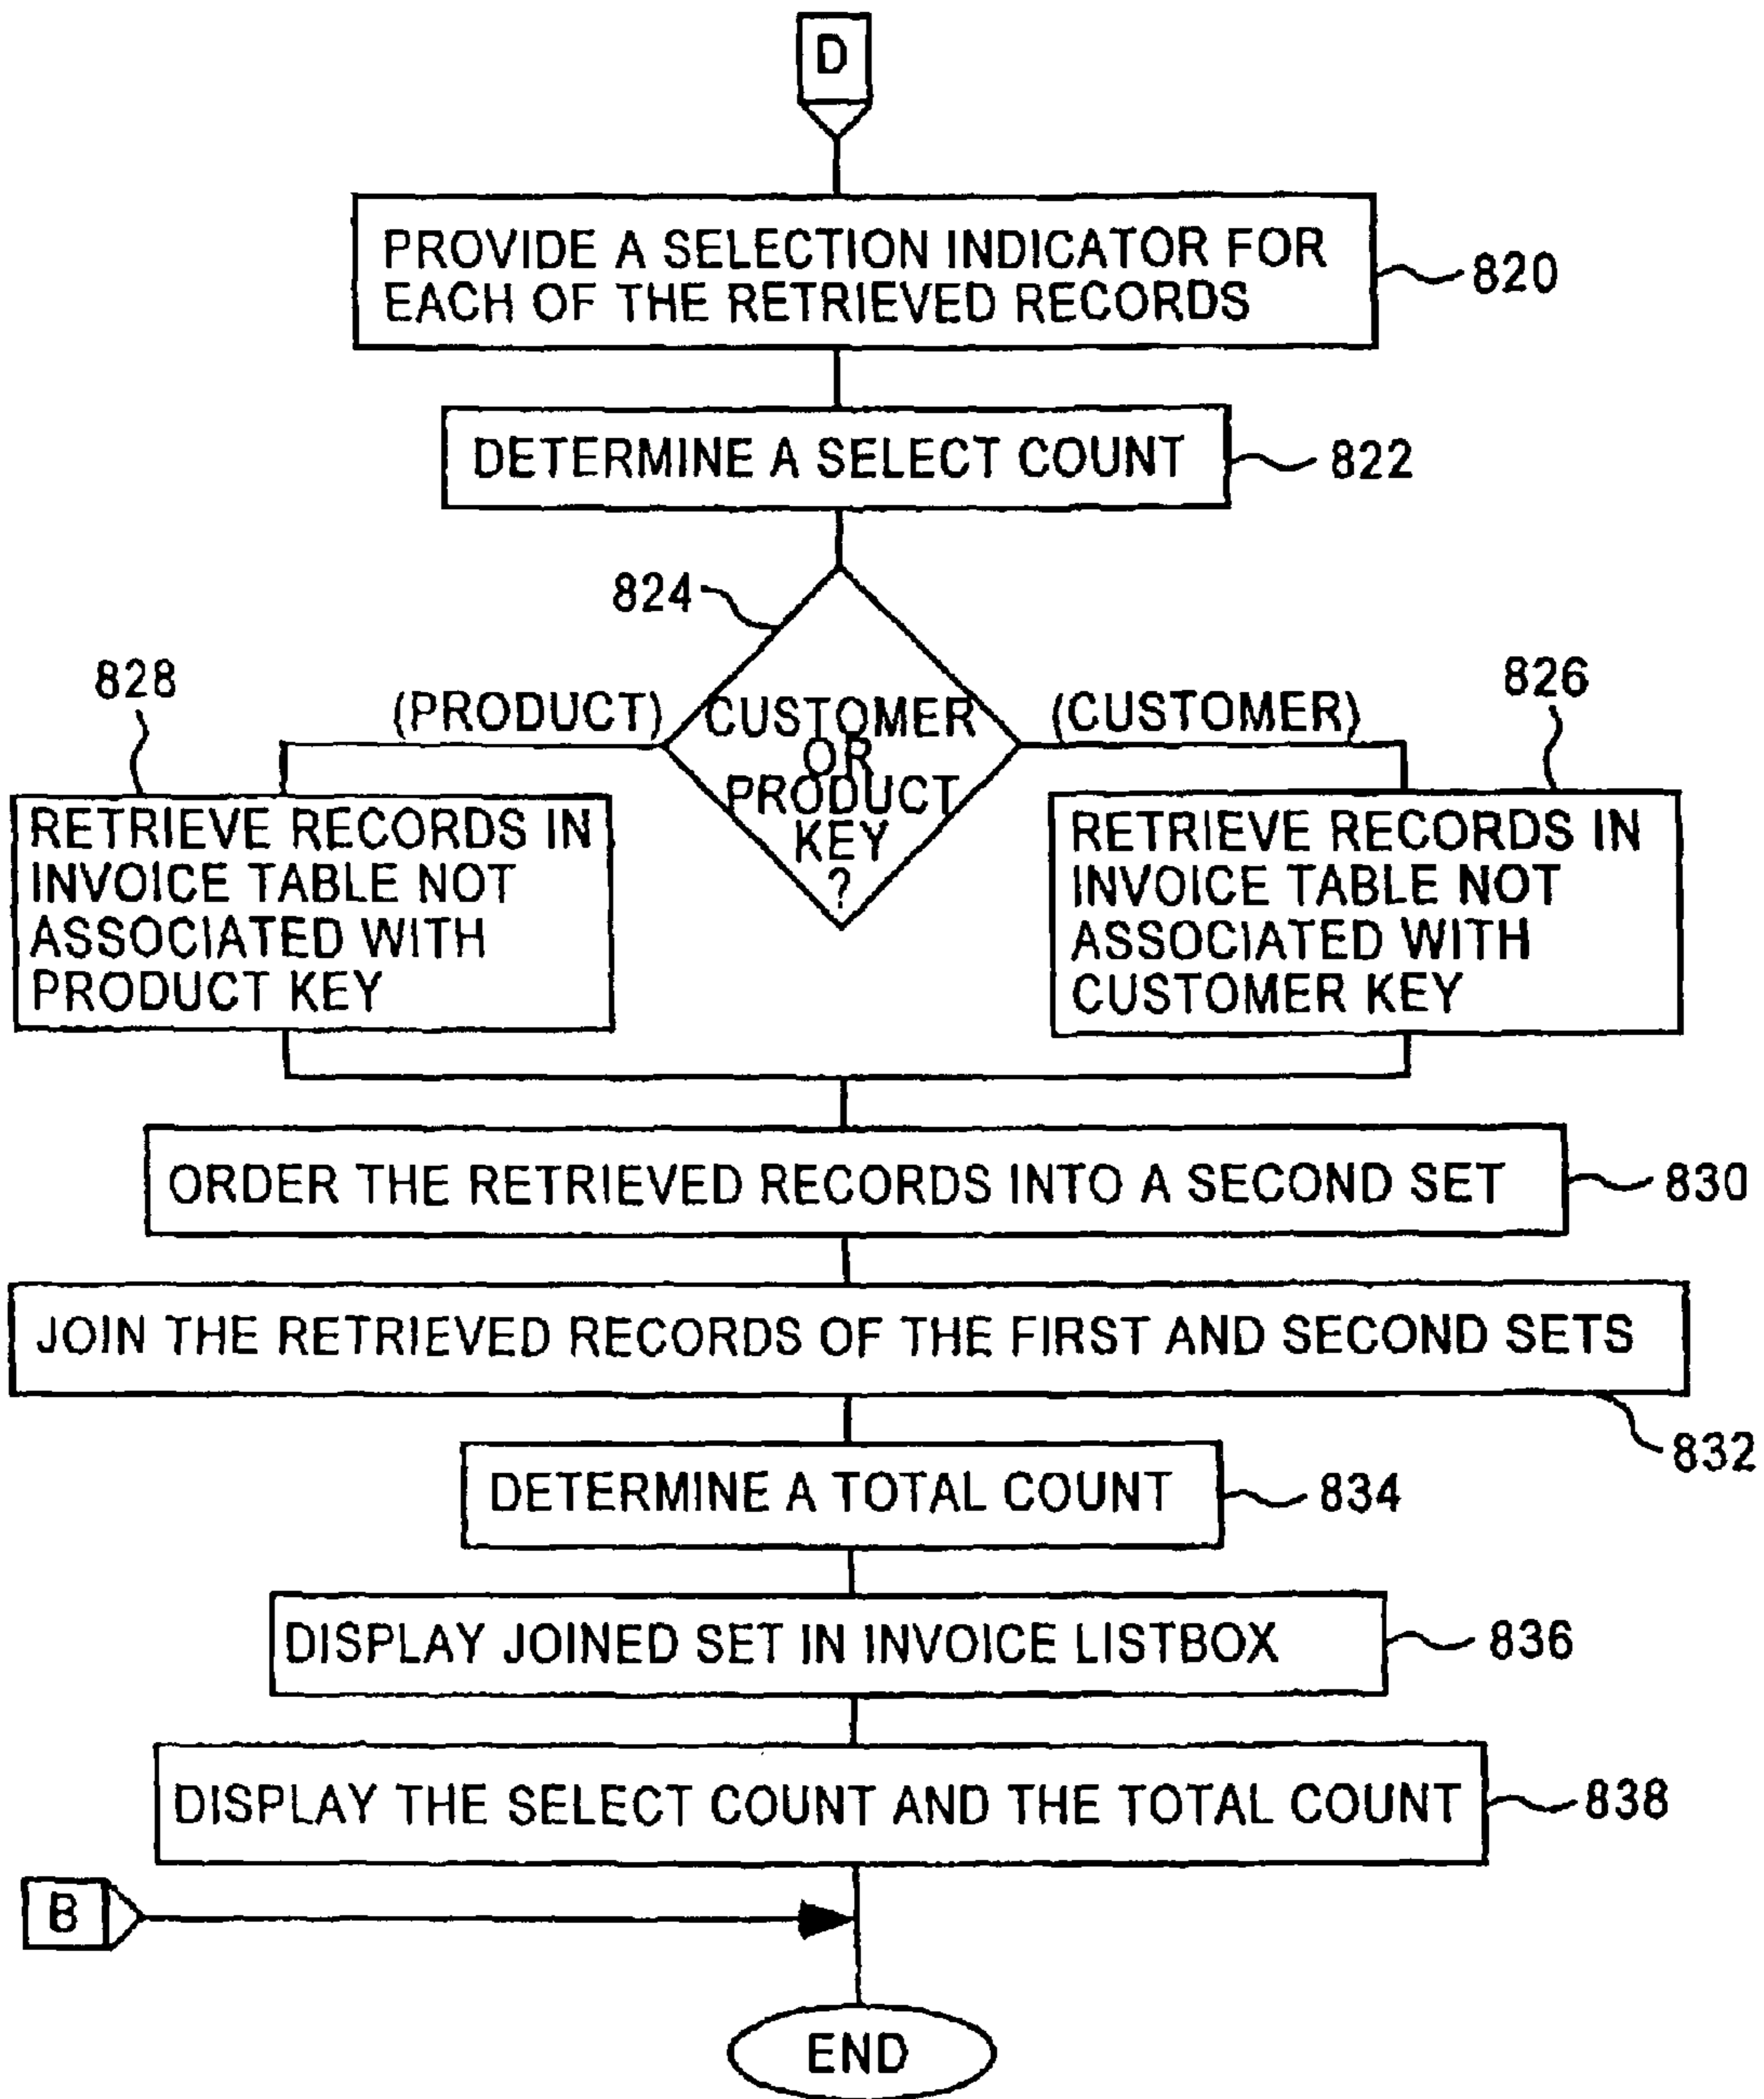 D
PROVIDE A SELECTION INDICATOR FOR
EACH OF THE RETRIEVED RECORDS
820
DETERMINE A SELECT COUNT
822
824
CUSTOMER
OR
PRODUCT
KEY
?
(PRODUCT)
(CUSTOMER)
828
RETRIEVE RECORDS IN
INVOICE TABLE NOT
ASSOCIATED WITH
PRODUCT KEY
826
RETRIEVE RECORDS IN
INVOICE TABLE NOT
ASSOCIATED WITH
CUSTOMER KEY
ORDER THE RETRIEVED RECORDS INTO A SECOND SET
830
JOIN THE RETRIEVED RECORDS OF THE FIRST AND SECOND SETS
832
DETERMINE A TOTAL COUNT
834
DISPLAY JOINED SET IN INVOICE LISTBOX
836
DISPLAY THE SELECT COUNT AND THE TOTAL COUNT
838
B
END